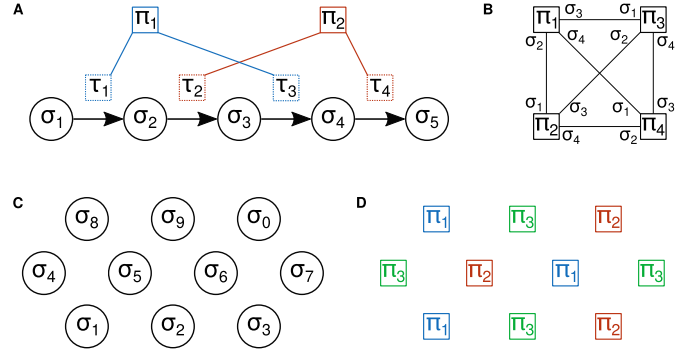 A
π₁ π₂
τ₁ τ₂ τ₃ τ₄
σ₁ σ₂ σ₃ σ₄ σ₅
B
π₁ σ₃ σ₁ π₃
σ₂ σ₄ σ₂ σ₄
σ₁ σ₃ σ₁ σ₃
π₂ σ₄ σ₂ π₄
C
σ₈ σ₉ σ₀
σ₄ σ₅ σ₆ σ₇
σ₁ σ₂ σ₃
D
π₁ π₃ π₂
π₃ π₂ π₁ π₃
π₁ π₃ π₂